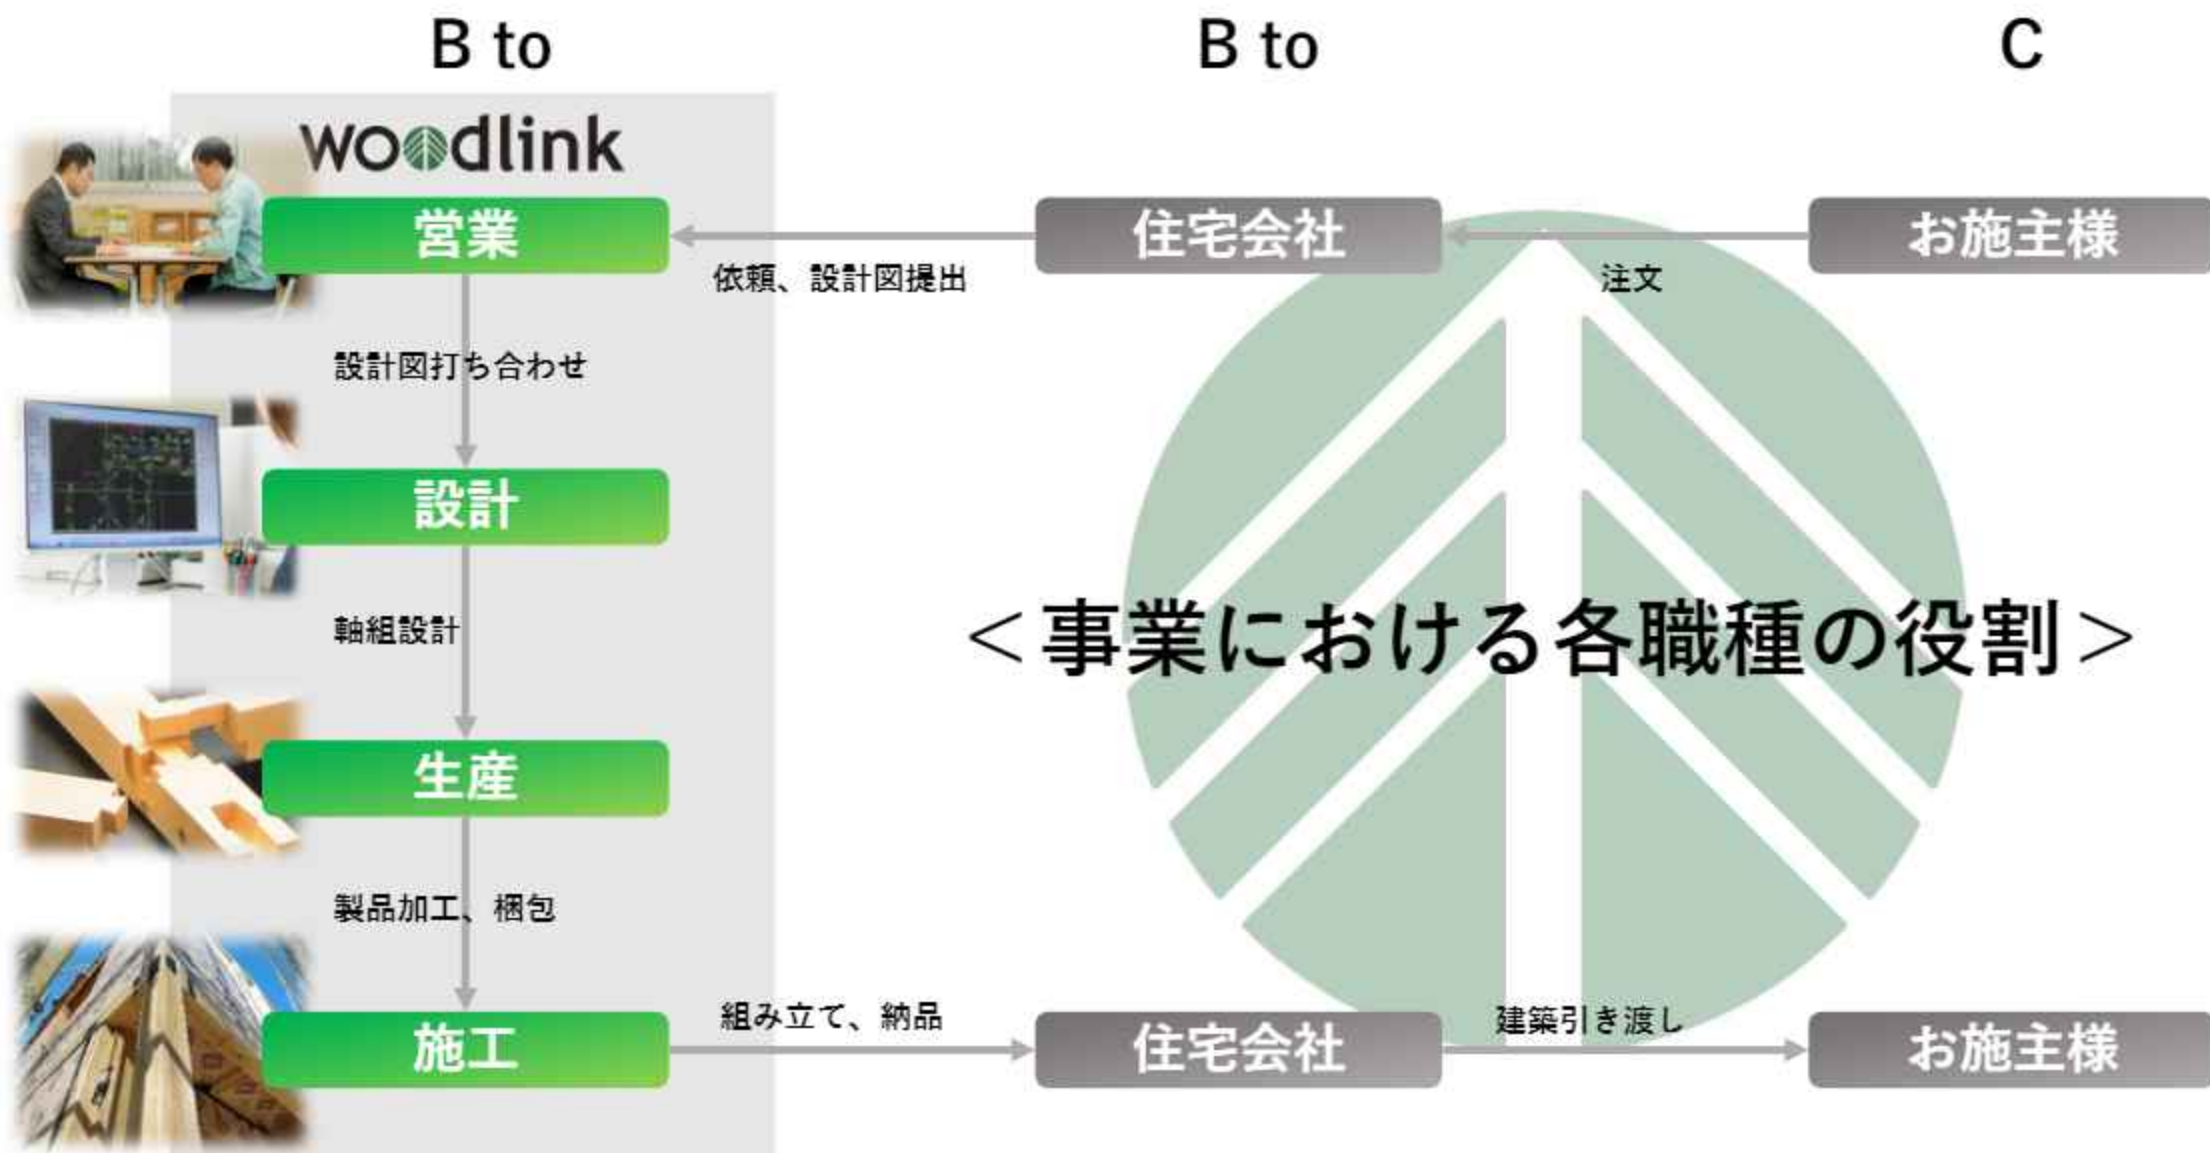 B to
B to
C
woodlink
営業
住宅会社
お施主様
依頼、設計図提出
注文
設計図打ち合わせ
設計
軸組設計
＜事業における各職種の役割＞
生産
製品加工、梱包
組み立て、納品
建築引き渡し
施工
住宅会社
お施主様